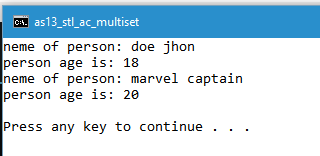 as13_stl_ac_multiset
neme of person: doe jhon
person age is: 18
neme of person: marvel captain
person age is: 20
Press any key to continue . . .